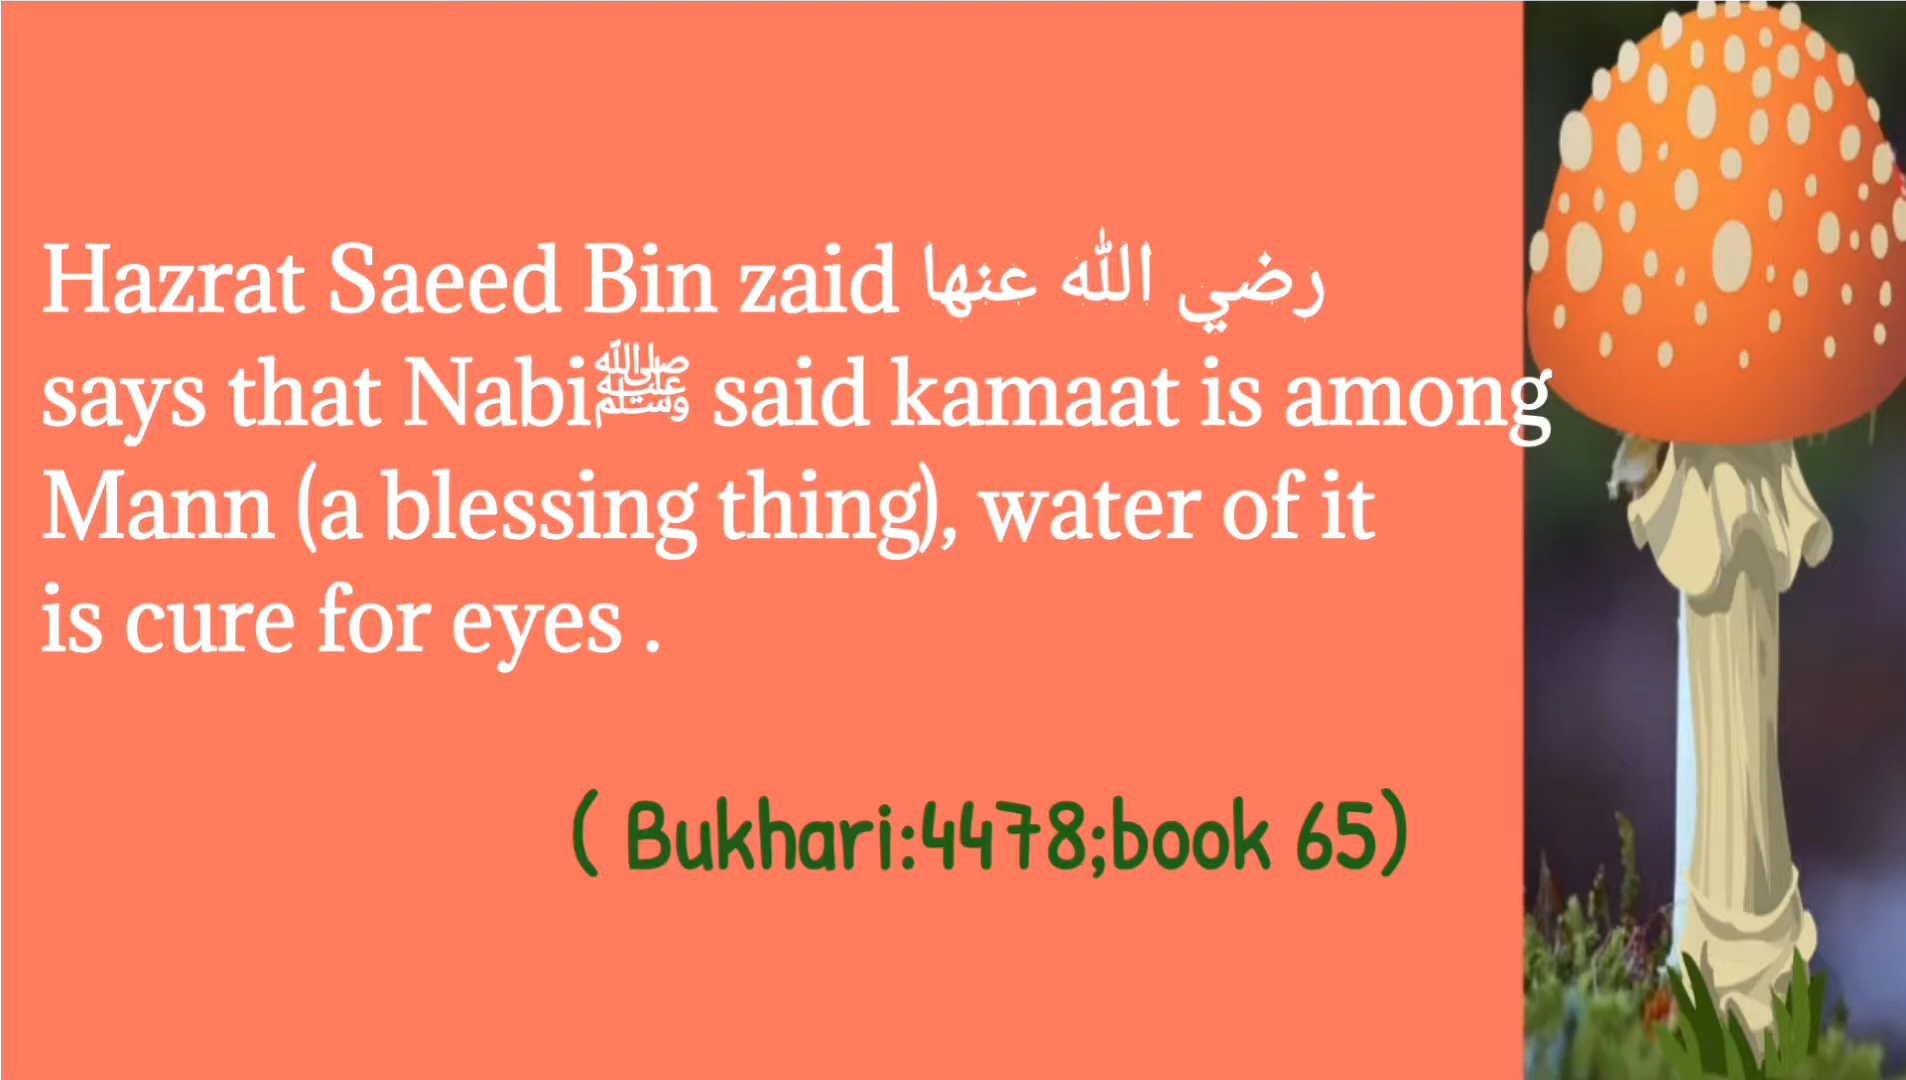 Hazrat Saeed Bin zaid رضي الله عنها
says that Nabiﷺ said kamaat is among
Mann (a blessing thing), water of it
is cure for eyes .
( Bukhari:4478;book 65)